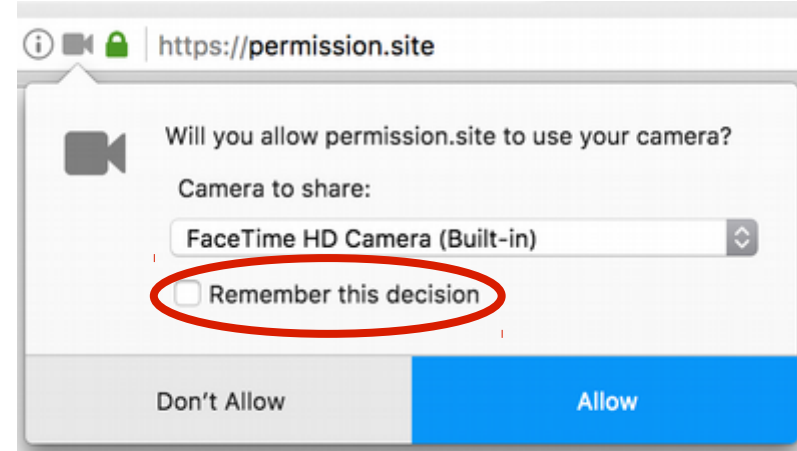 https://permission.site
Will you allow permission.site to use your camera?
Camera to share:
FaceTime HD Camera (Built-in)
Remember this decision
Don't Allow
Allow